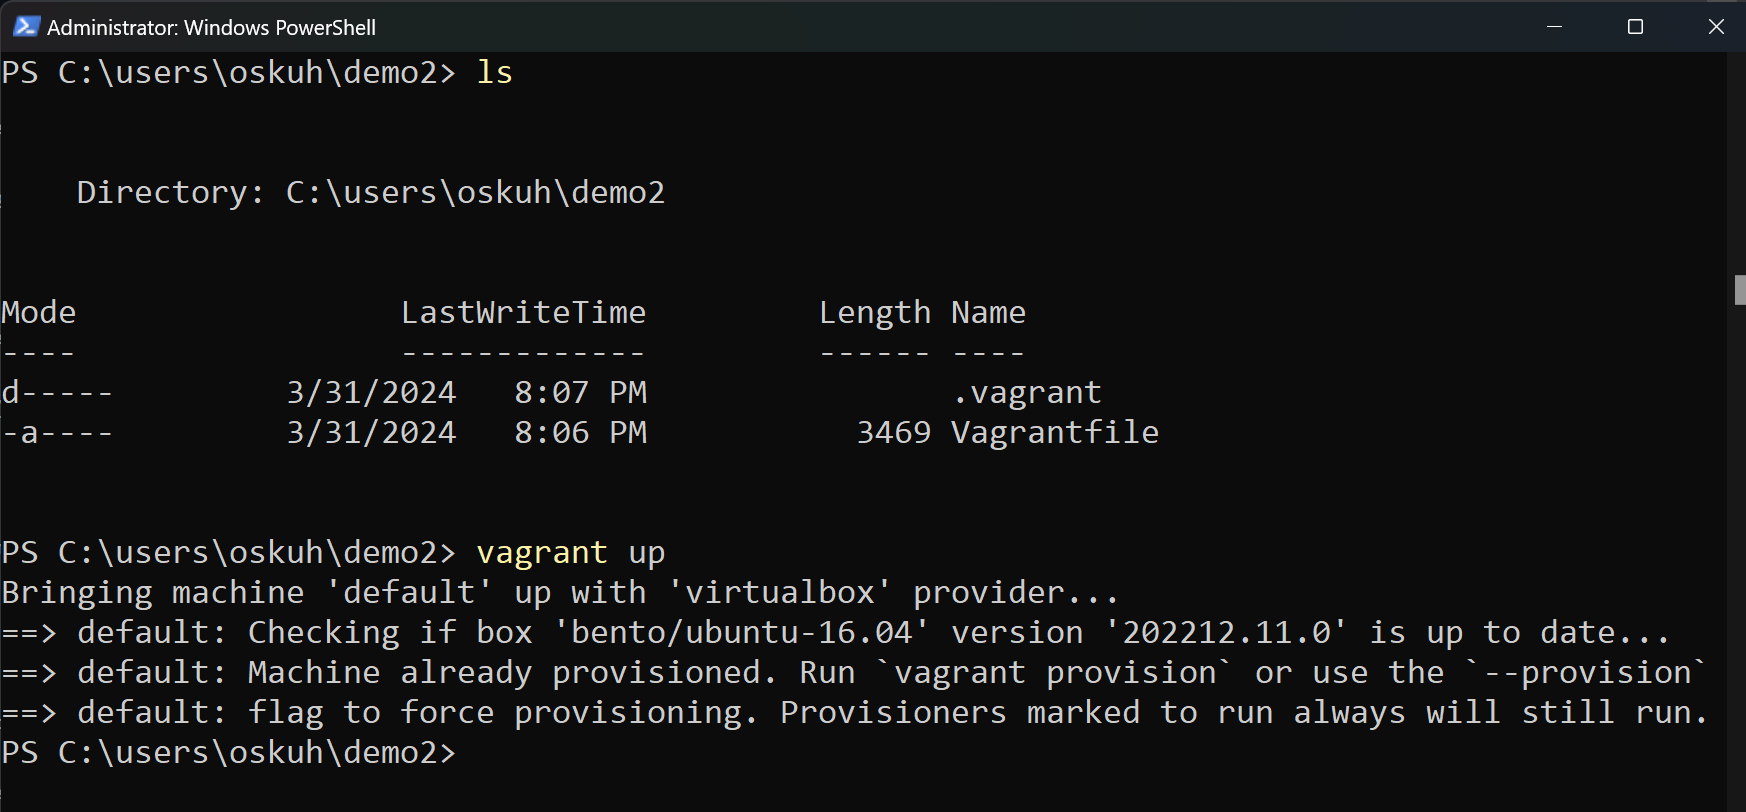 Administrator: Windows PowerShell
PS C:\users\oskuh\demo2> ls
    Directory: C:\users\oskuh\demo2
Mode                 LastWriteTime         Length Name
----                 -------------         ------ ----
d-----         3/31/2024   8:07 PM                .vagrant
-a----         3/31/2024   8:06 PM           3469 Vagrantfile
PS C:\users\oskuh\demo2> vagrant up
Bringing machine 'default' up with 'virtualbox' provider...
==> default: Checking if box 'bento/ubuntu-16.04' version '202212.11.0' is up to date...
==> default: Machine already provisioned. Run `vagrant provision` or use the `--provision`
==> default: flag to force provisioning. Provisioners marked to run always will still run.
PS C:\users\oskuh\demo2>